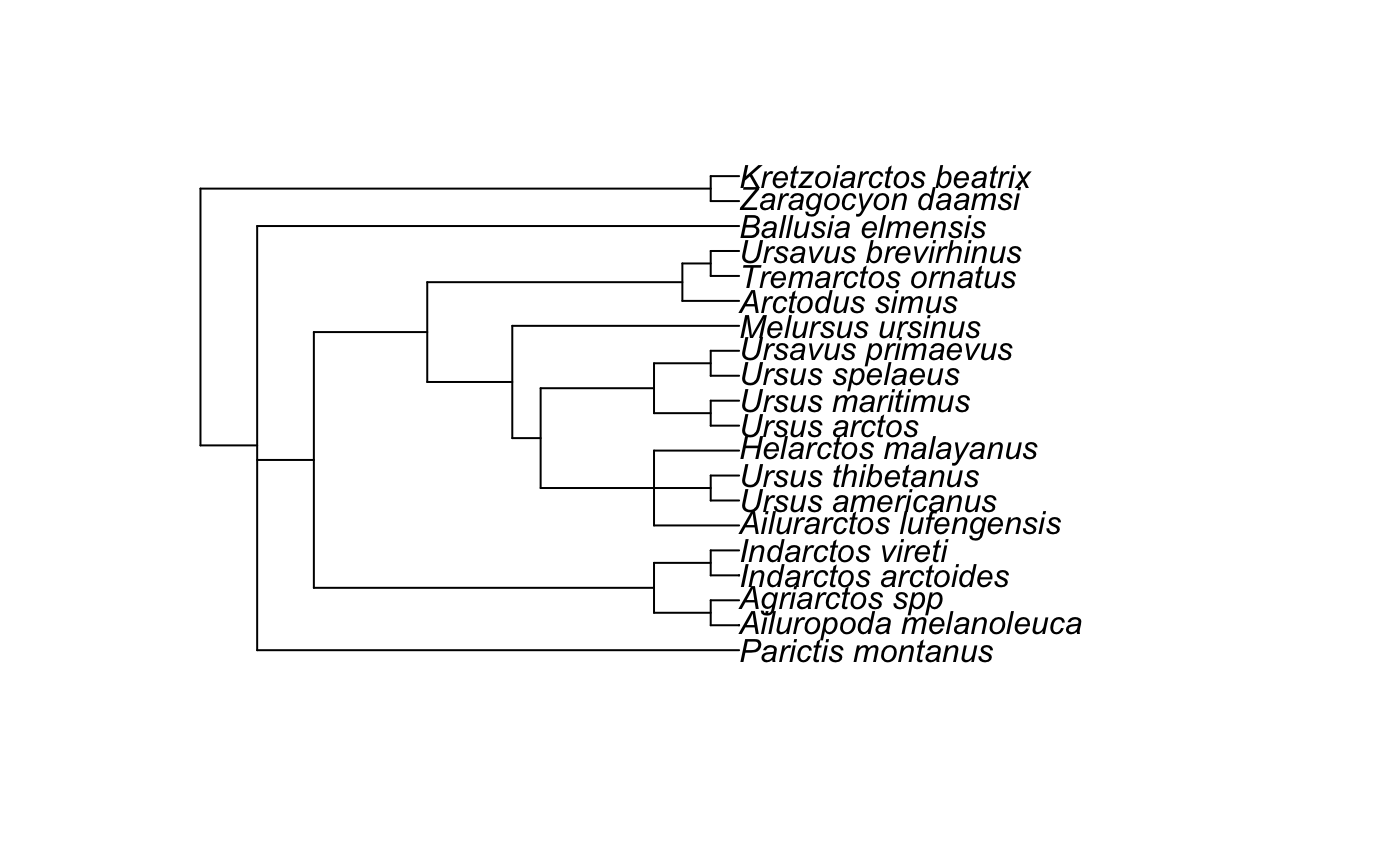 Kretzoiarctos beatrix
Zaragocyon daamsi
Ballusia elmensis
Ursavus brevirhinus
Tremarctos ornatus
Arctodus simus
Melursus ursinus
Ursavus primaevus
Ursus spelaeus
Ursus maritimus
Ursus arctos
Helarctos malayanus
Ursus thibetanus
Ursus americanus
Ailurarctos lufengensis
Indarctos vireti
Indarctos arctoides
Agriarctos spp
Ailuropoda melanoleuca
Parictis montanus